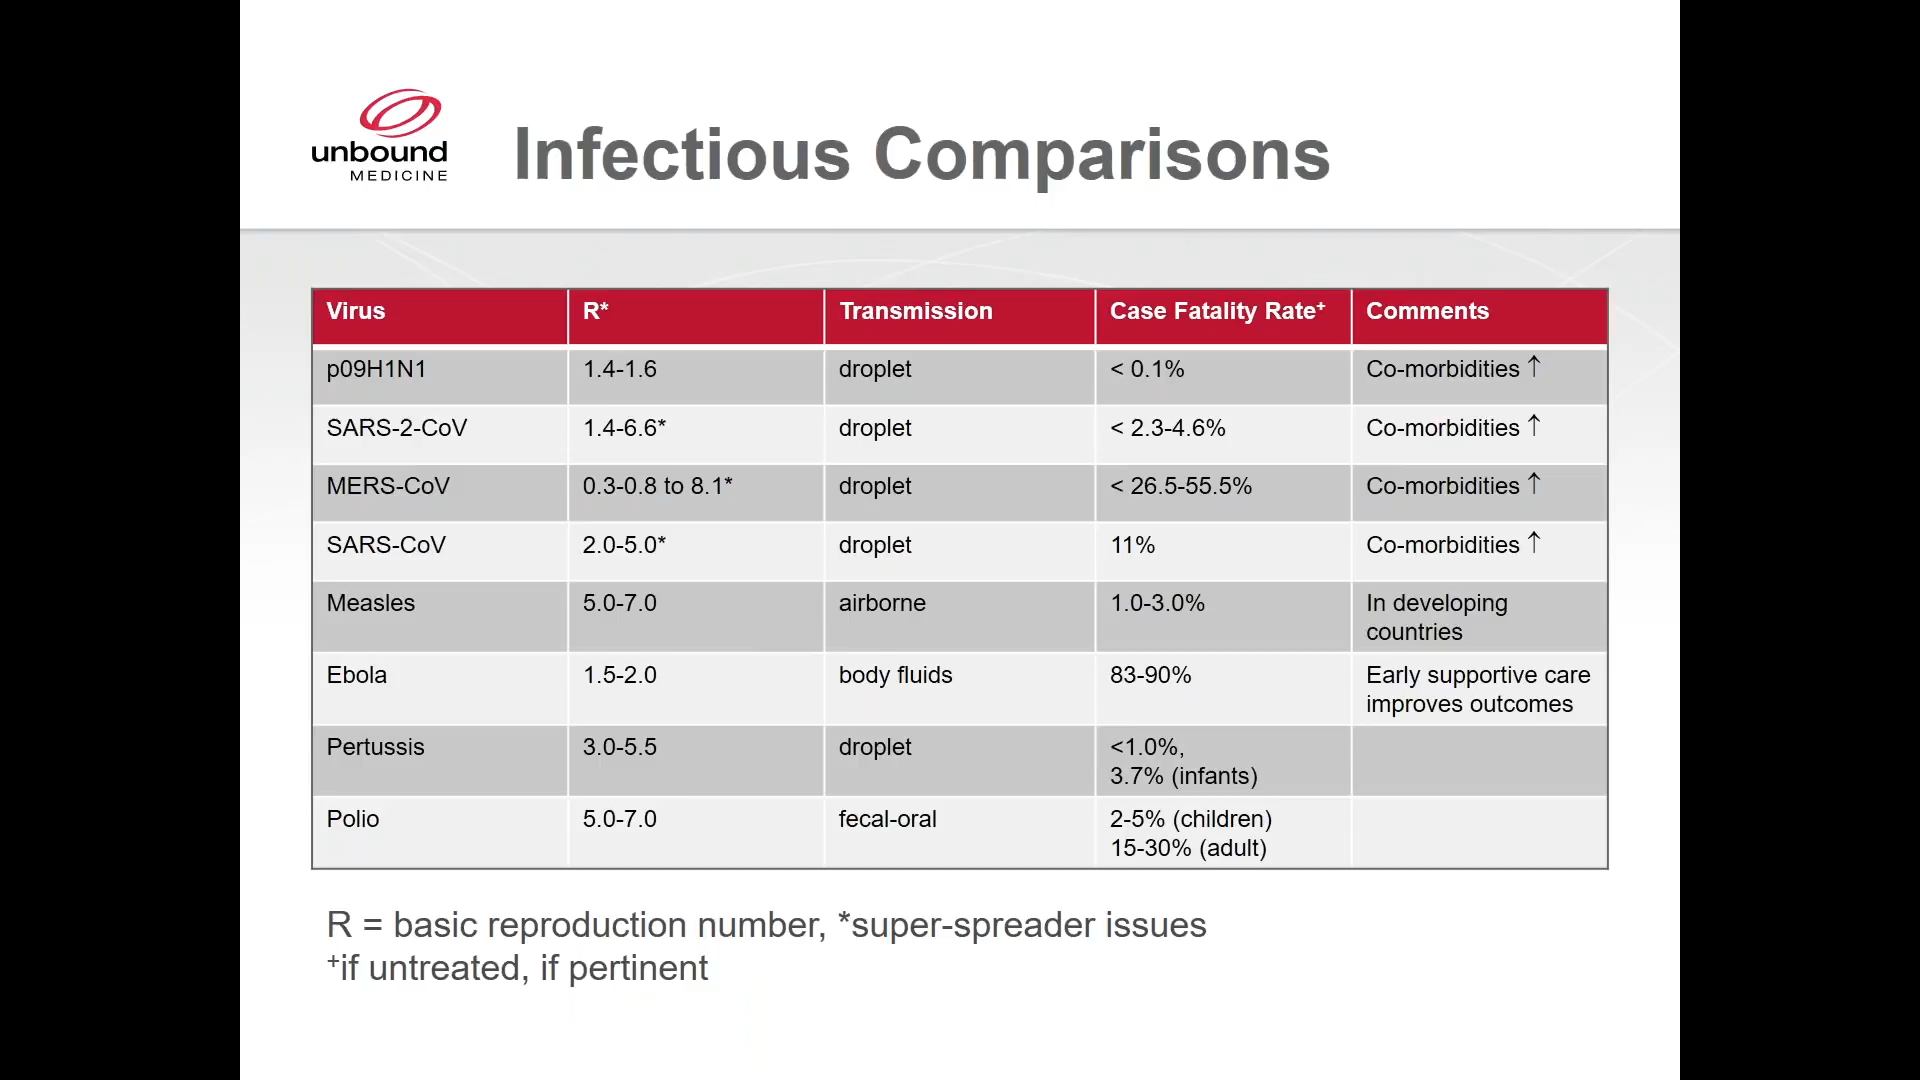 unbound
MEDICINE
Infectious Comparisons
Virus R* Transmission Case Fatality Rate⁺ Comments
p09H1N1 1.4-1.6 droplet < 0.1% Co-morbidities ↑
SARS-2-CoV 1.4-6.6* droplet < 2.3-4.6% Co-morbidities ↑
MERS-CoV 0.3-0.8 to 8.1* droplet < 26.5-55.5% Co-morbidities ↑
SARS-CoV 2.0-5.0* droplet 11% Co-morbidities ↑
Measles 5.0-7.0 airborne 1.0-3.0% In developing
countries
Ebola 1.5-2.0 body fluids 83-90% Early supportive care
improves outcomes
Pertussis 3.0-5.5 droplet <1.0%,
3.7% (infants)
Polio 5.0-7.0 fecal-oral 2-5% (children)
15-30% (adult)
R = basic reproduction number, *super-spreader issues
⁺if untreated, if pertinent